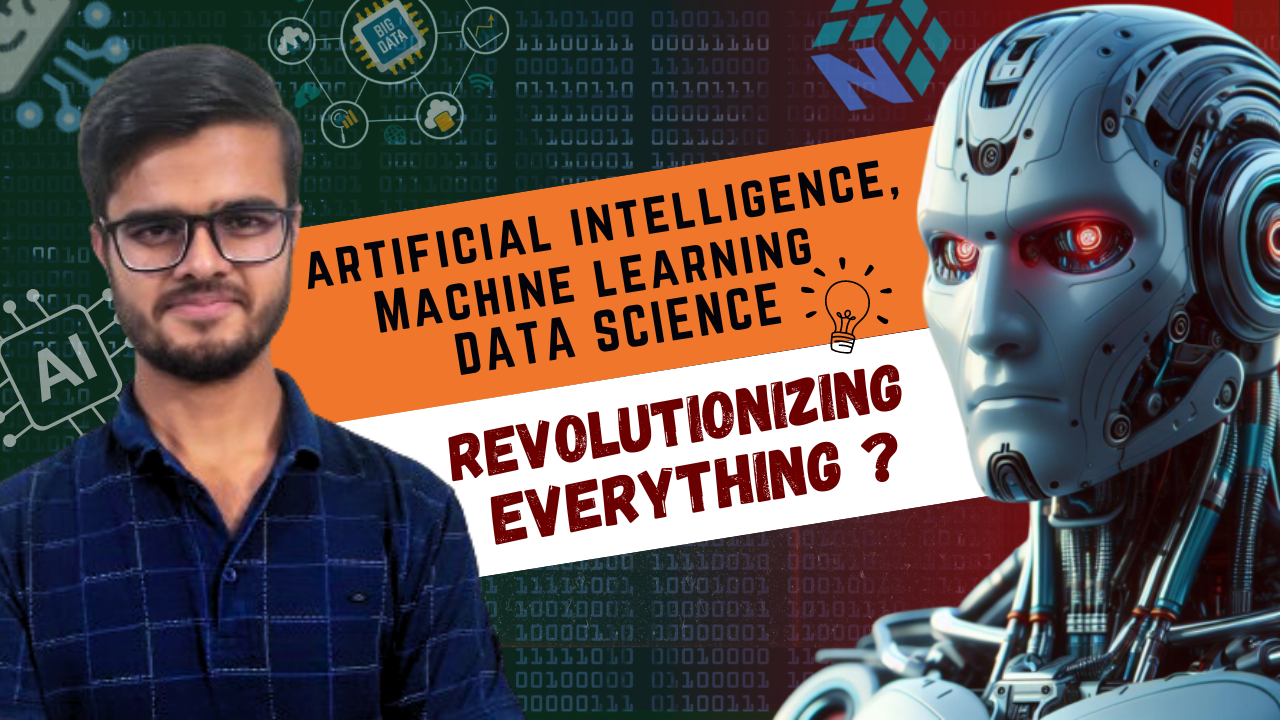 BIG
DATA
N
AI
ARTIFICIAL INTELLIGENCE,
MACHINE LEARNING
DATA SCIENCE
REVOLUTIONIZING
EVERYTHING ?